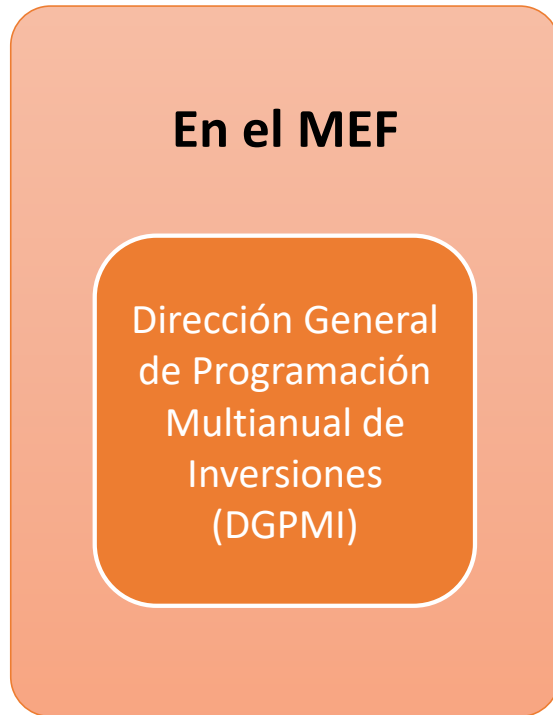 En el MEF
Dirección General
de Programación
Multianual de
Inversiones
(DGPMI)